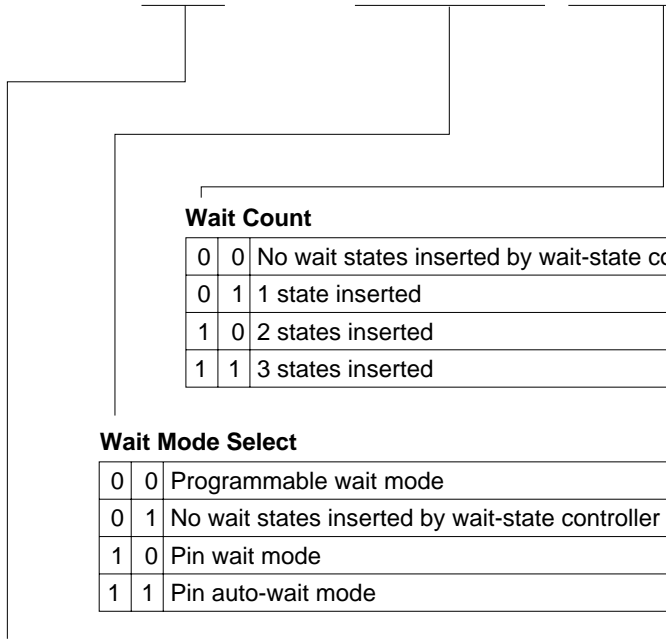 Wait Count
0 0 No wait states inserted by wait-state
0 1 1 state inserted
1 0 2 states inserted
1 1 3 states inserted
Wait Mode Select
0 0 Programmable wait mode
0 1 No wait states inserted by wait-state controller
1 0 Pin wait mode
1 1 Pin auto-wait mode